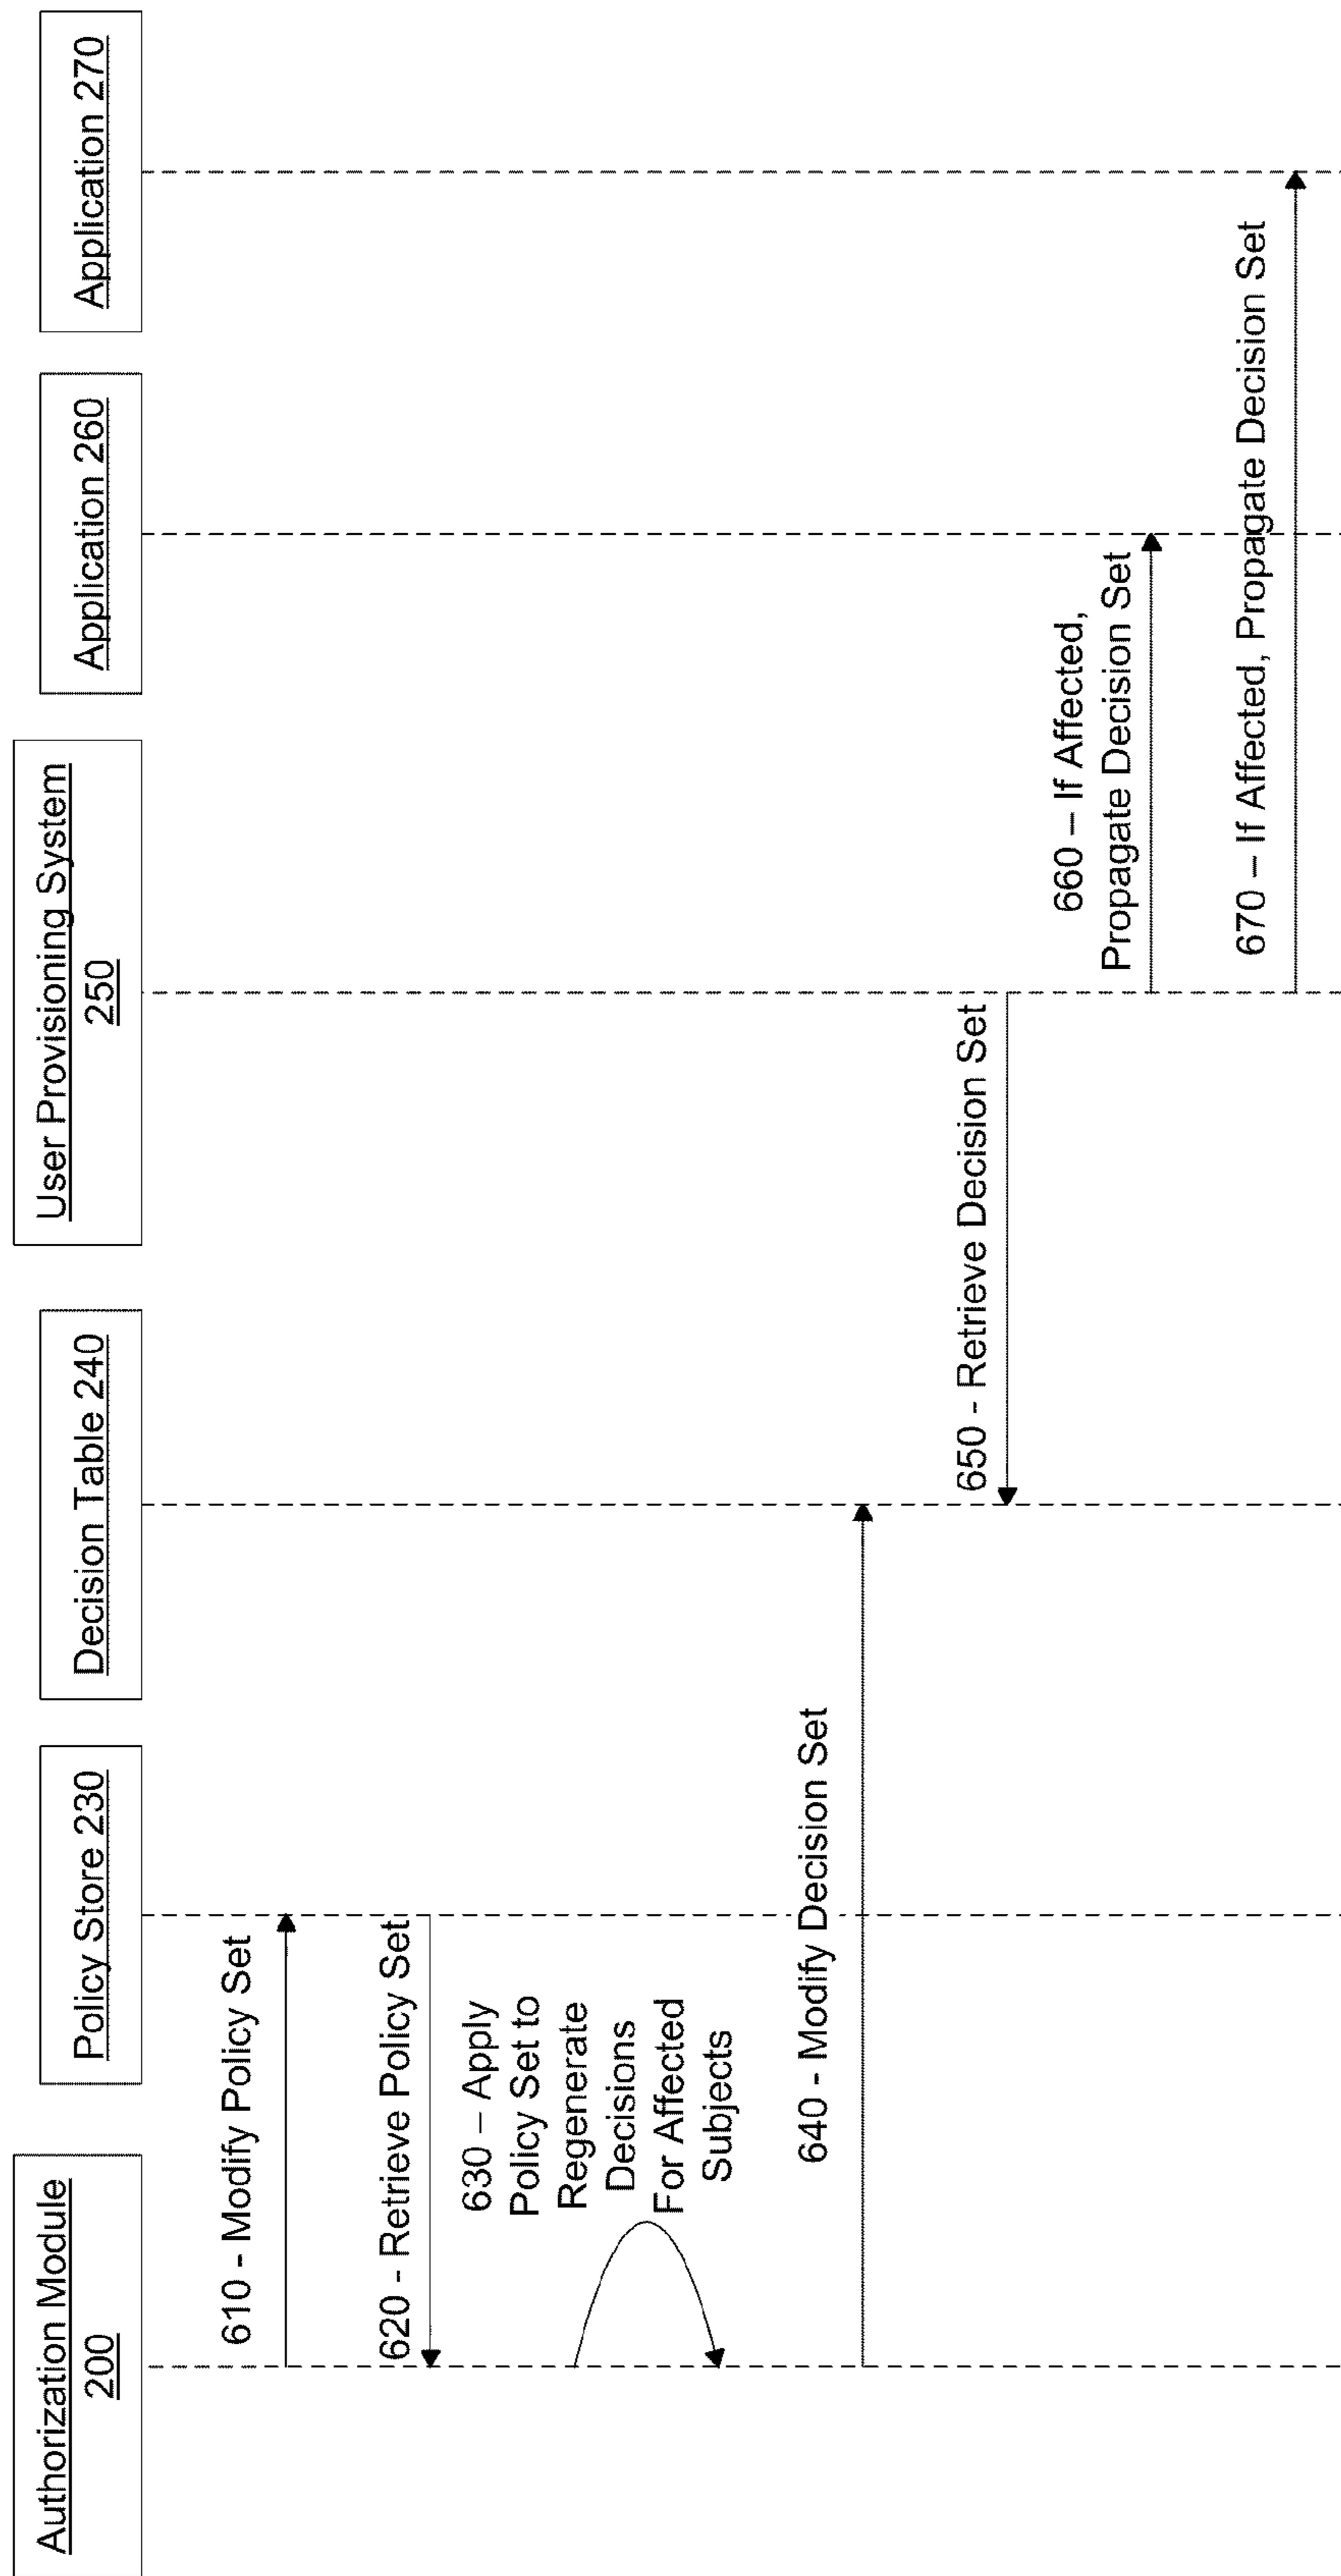 Authorization Module
200
Policy Store 230
Decision Table 240
User Provisioning System
250
Application 260
Application 270
610 - Modify Policy Set
620 - Retrieve Policy Set
630 – Apply
Policy Set to
Regenerate
Decisions
For Affected
Subjects
640 - Modify Decision Set
650 - Retrieve Decision Set
660 – If Affected,
Propagate Decision Set
670 – If Affected, Propagate Decision Set